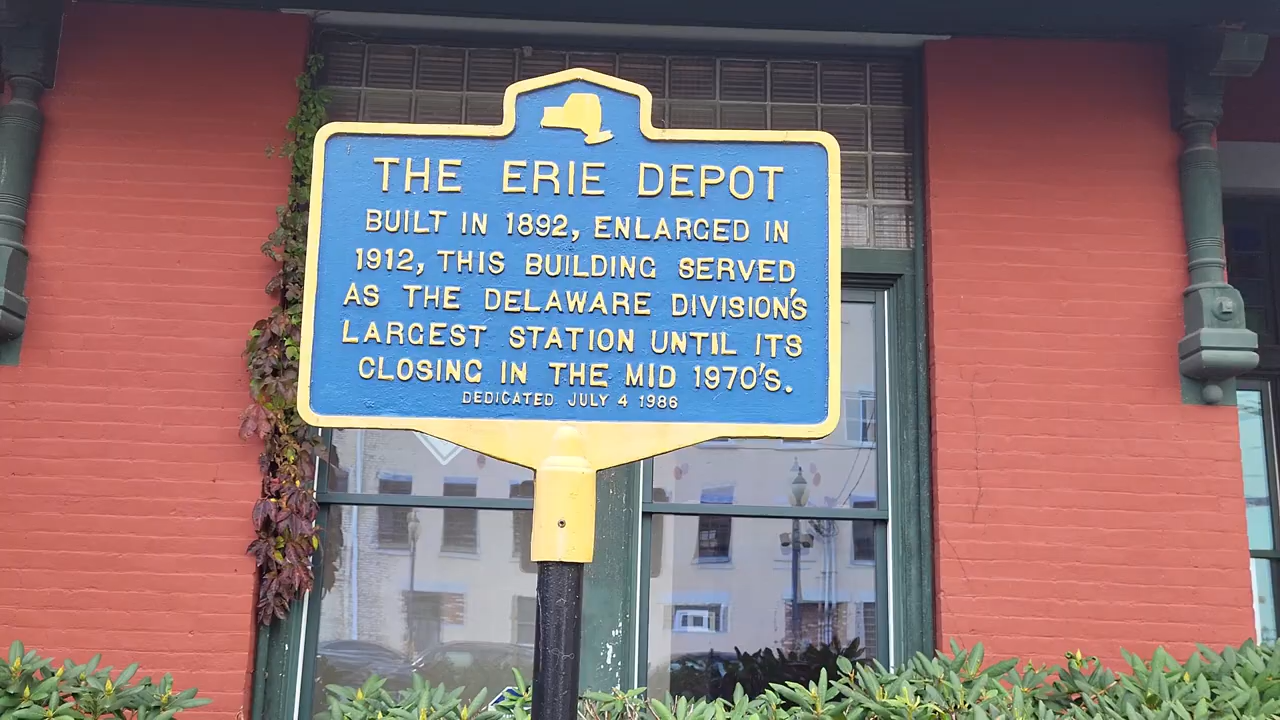 THE ERIE DEPOT
BUILT IN 1892, ENLARGED IN
1912, THIS BUILDING SERVED
AS THE DELAWARE DIVISION'S
LARGEST STATION UNTIL ITS
CLOSING IN THE MID 1970'S.
DEDICATED JULY 4 1986